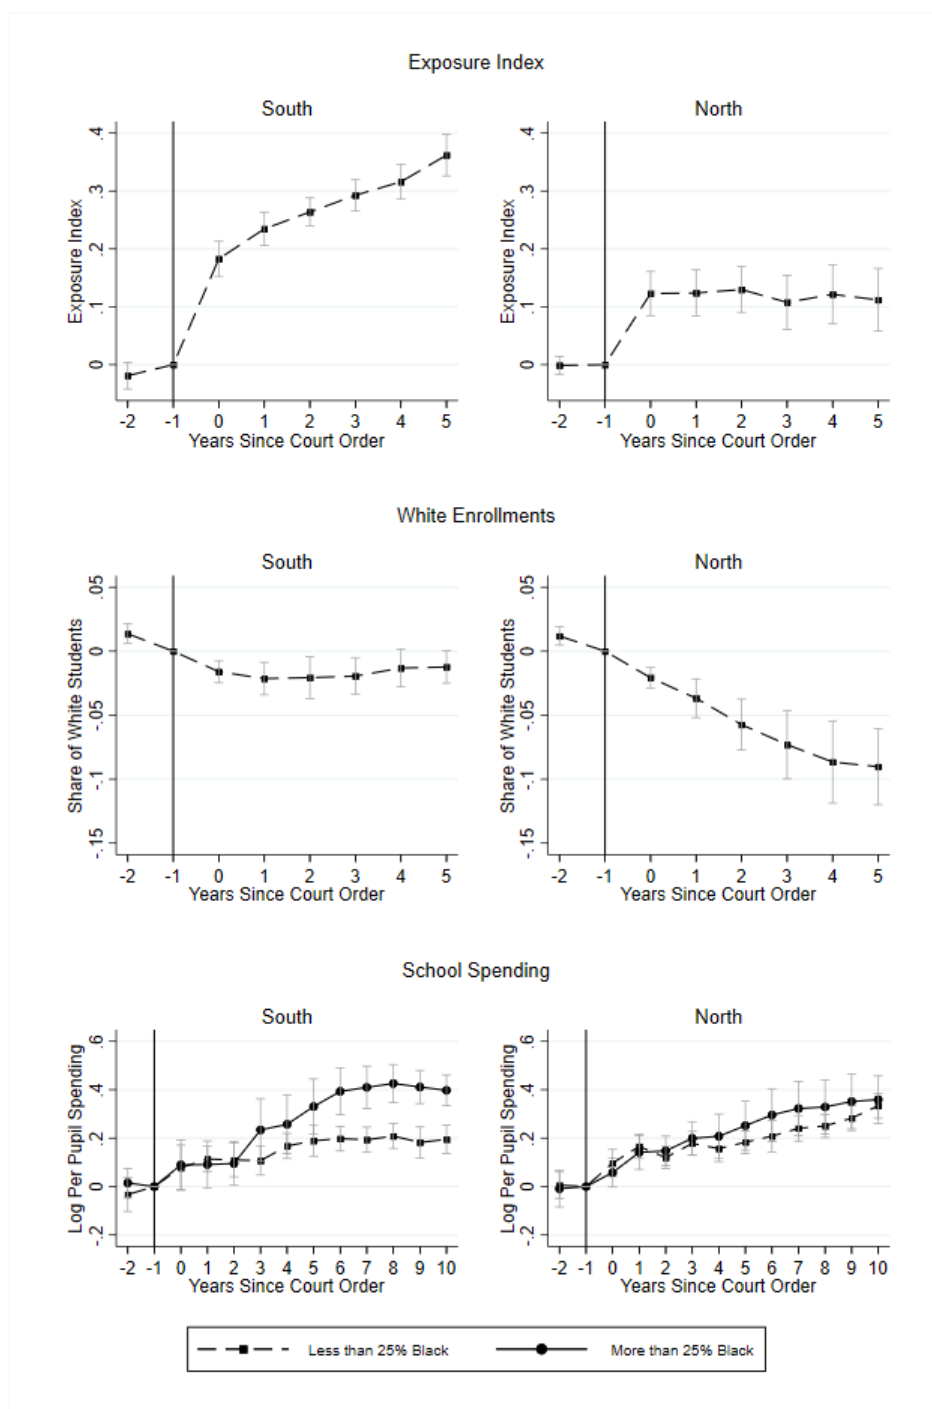 Exposure Index
South
North
Exposure Index
.4
.3
.2
.1
0
-2 -1 0 1 2 3 4 5
Years Since Court Order
Exposure Index
.4
.3
.2
.1
0
-2 -1 0 1 2 3 4 5
Years Since Court Order
White Enrollments
South
North
Share of White Students
.05
0
-.05
-.1
-.15
-2 -1 0 1 2 3 4 5
Years Since Court Order
Share of White Students
.05
0
-.05
-.1
-.15
-2 -1 0 1 2 3 4 5
Years Since Court Order
School Spending
South
North
Log Per Pupil Spending
.6
.4
.2
0
-.2
-2 -1 0 1 2 3 4 5 6 7 8 9 10
Years Since Court Order
Log Per Pupil Spending
.6
.4
.2
0
-.2
-2 -1 0 1 2 3 4 5 6 7 8 9 10
Years Since Court Order
Less than 25% Black
More than 25% Black